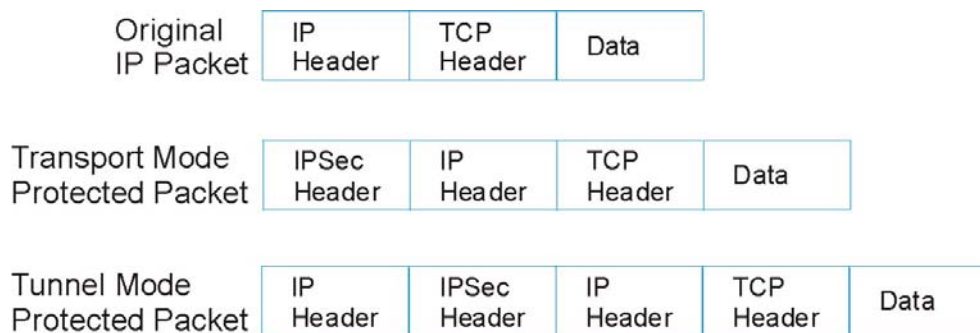 Original
IP Packet
IP
Header
TCP
Header
Data
Transport Mode
Protected Packet
IPSec
Header
IP
Header
TCP
Header
Data
Tunnel Mode
Protected Packet
IP
Header
IPSec
Header
IP
Header
TCP
Header
Data